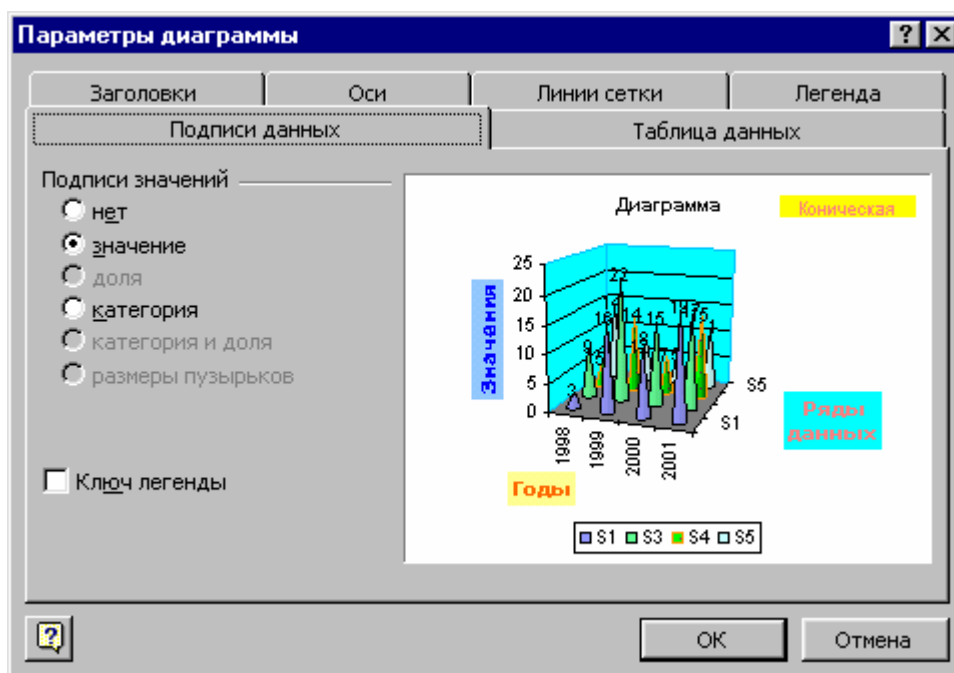 Параметры диаграммы
Заголовки
Оси
Линии сетки
Легенда
Подписи данных
Таблица данных
Подписи значений
нет
значение
доля
категория
категория и доля
размеры пузырьков
Ключ легенды
Диаграмма
Коническая
Значения
25
20
15
10
5
0
22
16
14
15
9
3
8
S5
S1
1998
1999
2000
2001
Ряды
данных
Годы
S1 S3 S4 S5
ОК
Отмена